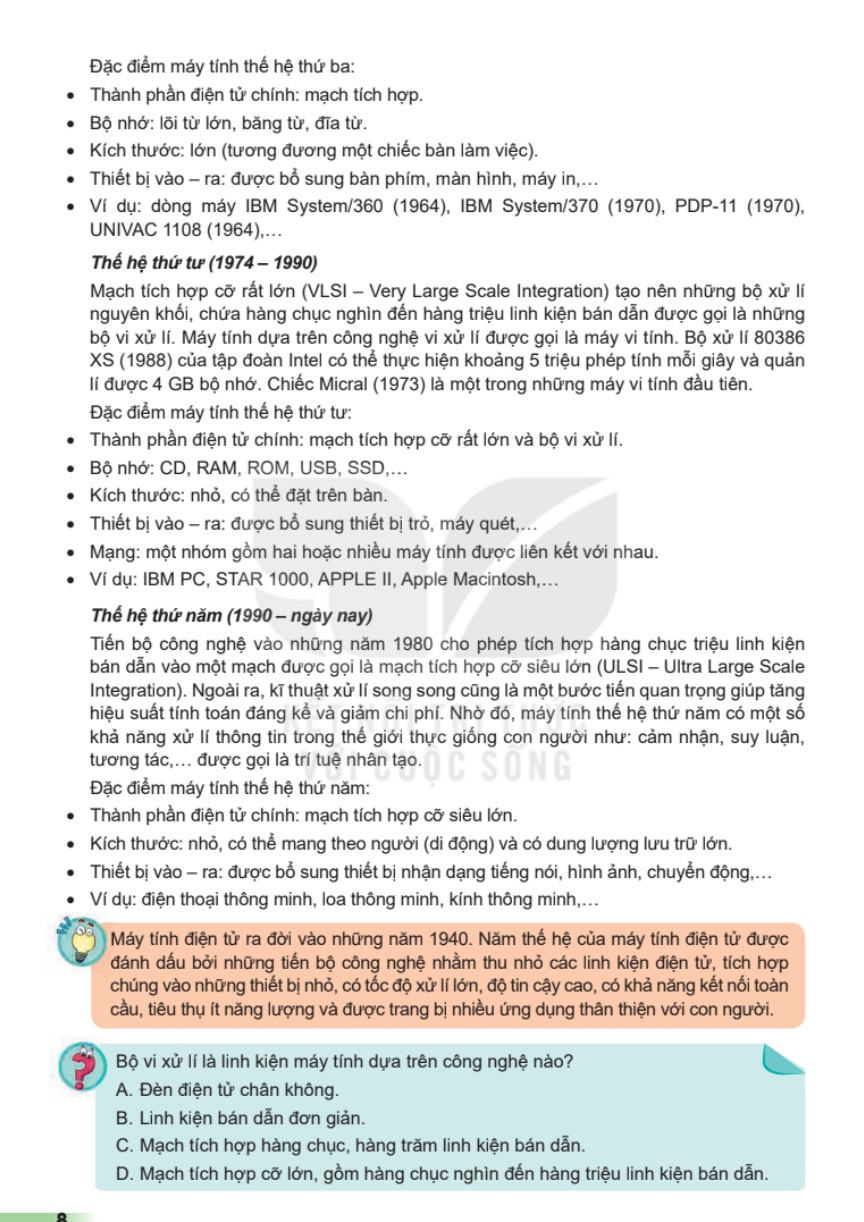 Đặc điểm máy tính thế hệ thứ ba:
• Thành phần điện tử chính: mạch tích hợp.
• Bộ nhớ: lõi từ lớn, băng từ, đĩa từ.
• Kích thước: lớn (tương đương một chiếc bàn làm việc).
• Thiết bị vào – ra: được bổ sung bàn phím, màn hình, máy in,...
• Ví dụ: dòng máy IBM System/360 (1964), IBM System/370 (1970), PDP-11 (1970),
UNIVAC 1108 (1964),...
Thế hệ thứ tư (1974 – 1990)
Mạch tích hợp cỡ rất lớn (VLSI – Very Large Scale Integration) tạo nên những bộ xử lí
nguyên khối, chứa hàng chục nghìn đến hàng triệu linh kiện bán dẫn được gọi là những
bộ vi xử lí. Máy tính dựa trên công nghệ vi xử lí được gọi là máy vi tính. Bộ xử lí 80386
XS (1988) của tập đoàn Intel có thể thực hiện khoảng 5 triệu phép tính mỗi giây và quản
lí được 4 GB bộ nhớ. Chiếc Micral (1973) là một trong những máy vi tính đầu tiên.
Đặc điểm máy tính thế hệ thứ tư:
• Thành phần điện tử chính: mạch tích hợp cỡ rất lớn và bộ vi xử lí.
• Bộ nhớ: CD, RAM, ROM, USB, SSD,...
• Kích thước: nhỏ, có thể đặt trên bàn.
• Thiết bị vào – ra: được bổ sung thiết bị trỏ, máy quét,...
• Mạng: một nhóm gồm hai hoặc nhiều máy tính được liên kết với nhau.
• Ví dụ: IBM PC, STAR 1000, APPLE II, Apple Macintosh,...
Thế hệ thứ năm (1990 – ngày nay)
Tiến bộ công nghệ vào những năm 1980 cho phép tích hợp hàng chục triệu linh kiện
bán dẫn vào một mạch được gọi là mạch tích hợp cỡ siêu lớn (ULSI – Ultra Large Scale
Integration). Ngoài ra, kĩ thuật xử lí song song cũng là một bước tiến quan trọng giúp tăng
hiệu suất tính toán đáng kể và giảm chi phí. Nhờ đó, máy tính thế hệ thứ năm có một số
khả năng xử lí thông tin trong thế giới thực giống con người như: cảm nhận, suy luận,
tương tác,... được gọi là trí tuệ nhân tạo.
KẾT NỐI TRI THỨC
VỚI CUỘC SỐNG
Đặc điểm máy tính thế hệ thứ năm:
• Thành phần điện tử chính: mạch tích hợp cỡ siêu lớn.
• Kích thước: nhỏ, có thể mang theo người (di động) và có dung lượng lưu trữ lớn.
• Thiết bị vào – ra: được bổ sung thiết bị nhận dạng tiếng nói, hình ảnh, chuyển động,...
• Ví dụ: điện thoại thông minh, loa thông minh, kính thông minh,...
Máy tính điện tử ra đời vào những năm 1940. Năm thế hệ của máy tính điện tử được
đánh dấu bởi những tiến bộ công nghệ nhằm thu nhỏ các linh kiện điện tử, tích hợp
chúng vào những thiết bị nhỏ, có tốc độ xử lí lớn, độ tin cậy cao, có khả năng kết nối toàn
cầu, tiêu thụ ít năng lượng và được trang bị nhiều ứng dụng thân thiện với con người.
Bộ vi xử lí là linh kiện máy tính dựa trên công nghệ nào?
A. Đèn điện tử chân không.
B. Linh kiện bán dẫn đơn giản.
C. Mạch tích hợp hàng chục, hàng trăm linh kiện bán dẫn.
D. Mạch tích hợp cỡ lớn, gồm hàng chục nghìn đến hàng triệu linh kiện bán dẫn.
8